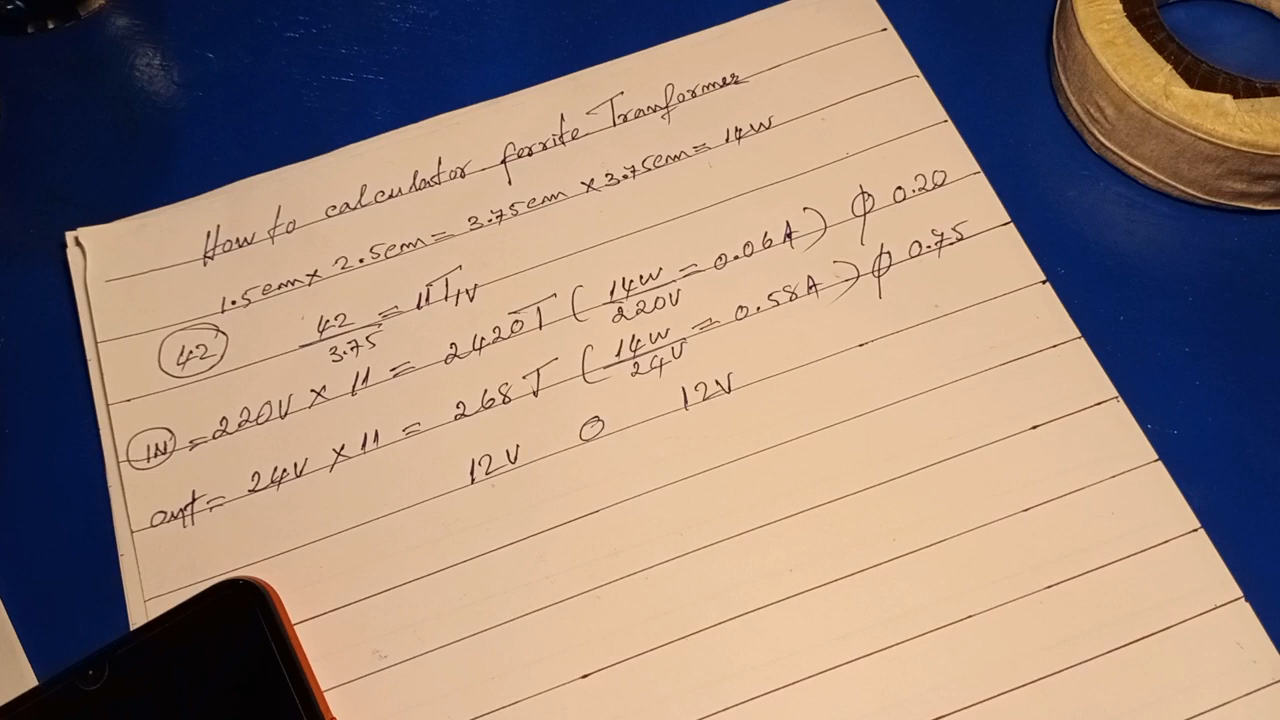 How to calculator ferrite Tranformer
1.5cm x 2.5cm = 3.75cm x 3.75cm = 14W
42 42/3.75 = 11T/1V
IN = 220V x 11 = 2420T (14W/220V = 0.06A) ϕ 0.20
out = 24V x 11 = 268T (14W/24V = 0.58A) ϕ 0.75
12V 0 12V